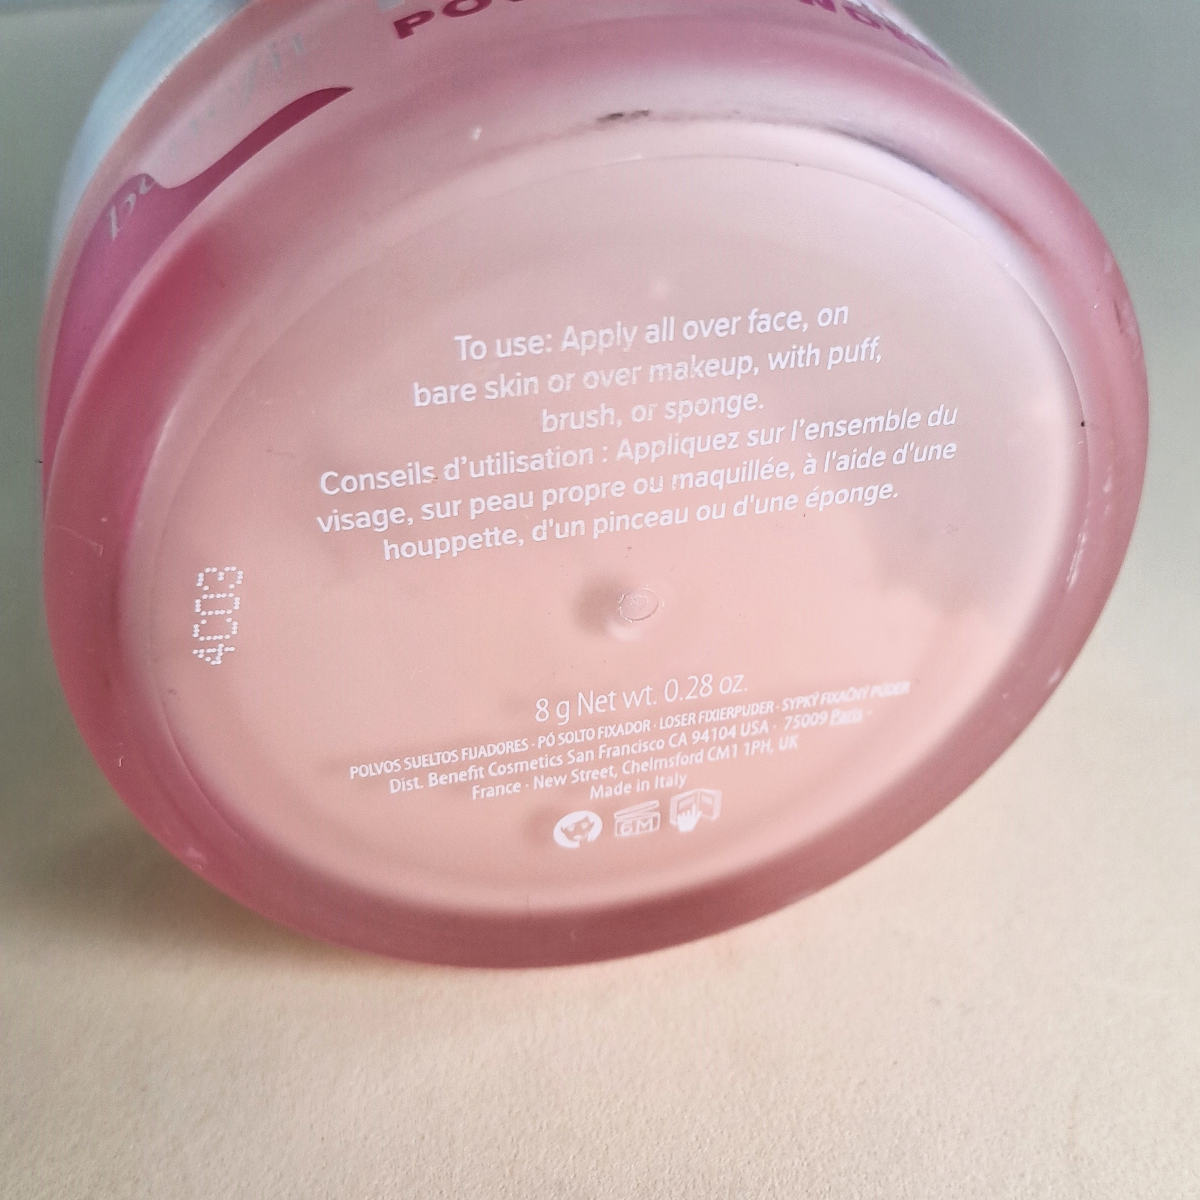 To use: Apply all over face, on
bare skin or over makeup, with puff,
brush, or sponge.
Conseils d'utilisation : Appliquez sur l'ensemble du
visage, sur peau propre ou maquillée, à l'aide d'une
houppette, d'un pinceau ou d'une éponge.
4C03
8 g Net wt. 0.28 oz.
POLVOS SUELTOS FIJADORES · PÓ SOLTO FIXADOR · LOSER FIXIERPUDER · SYPKÝ FIXAČNÝ PÚDER
Dist. Benefit Cosmetics San Francisco CA 94104 USA · 75009 Paris -
France · New Street, Chelmsford CM1 1PH, UK
Made in Italy
6M